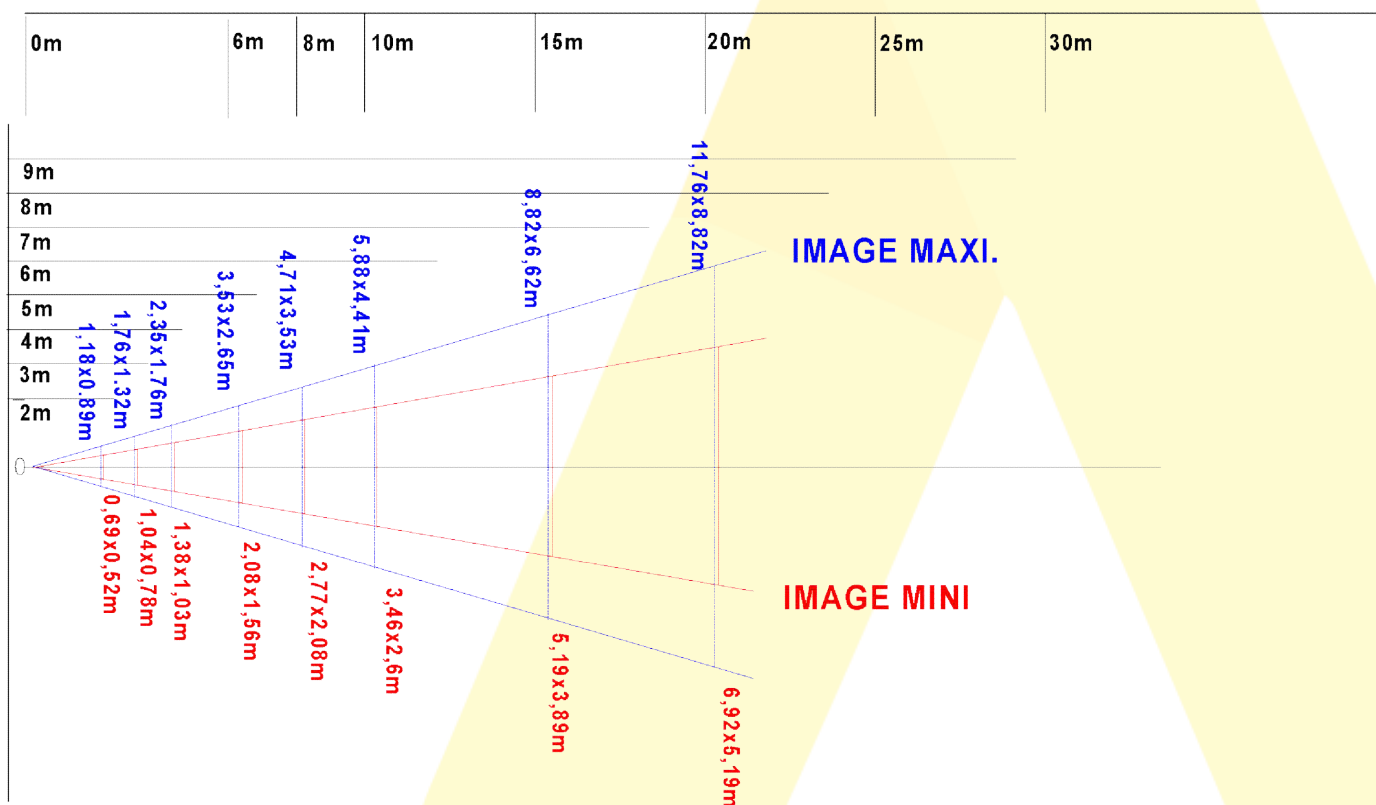 0m 6m 8m 10m 15m 20m 25m 30m
9m
8m
7m
6m
5m
4m
3m
2m
0
1,18x0.89m
1,76x1.32m
2,35x1.76m
3,53x2.65m
4,71x3,53m
5,88x4,41m
8,82x6,62m
11,76x8,82m
IMAGE MAXI.
0,69x0,52m
1,04x0,78m
1,38x1,03m
2,08x1,56m
2,77x2,08m
3,46x2,6m
5,19x3,89m
6,92x5,19m
IMAGE MINI